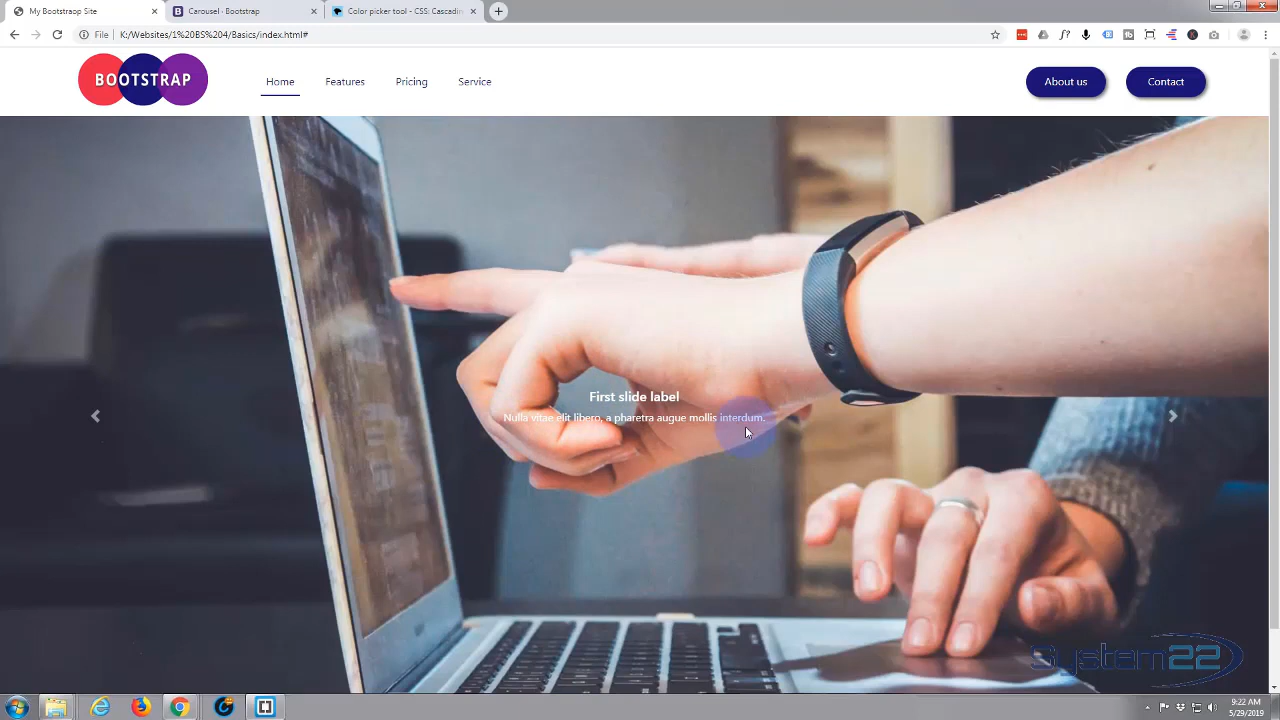 My Bootstraop Site
Carousel · Bootstrap
Color picker tool - CSS: Cascadin
File
K:/Websites/1%20BS%204/Basics/index.html#
BOOTSTRAP
Home
Features
Pricing
Service
About us
Contact
First slide label
Nulla vitae elit libero, a pharetra augue mollis interdum.
System22
9:22 AM
5/29/2019